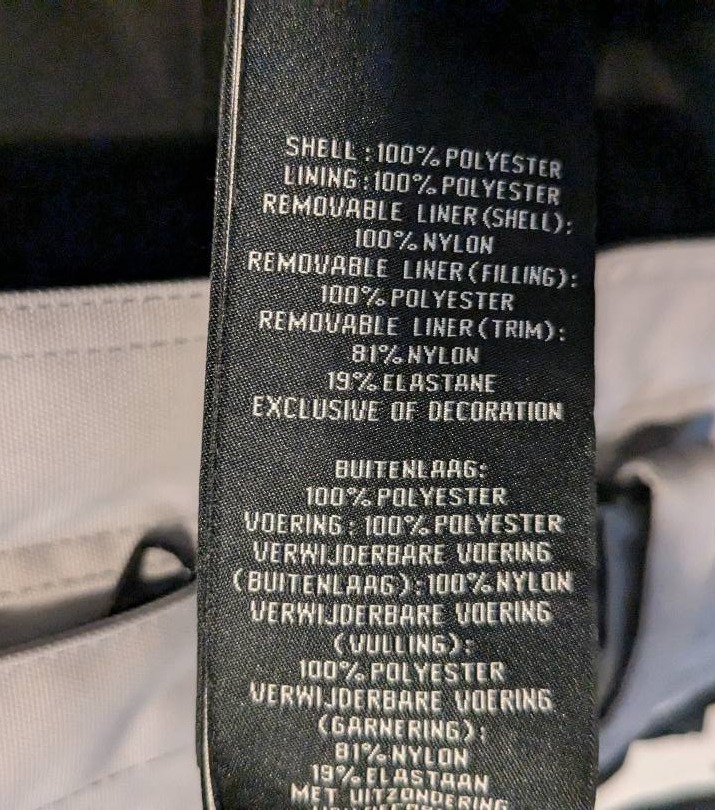 SHELL : 100% POLYESTER
LINING : 100% POLYESTER
REMOVABLE LINER (SHELL):
100% NYLON
REMOVABLE LINER (FILLING):
100% POLYESTER
REMOVABLE LINER (TRIM):
81% NYLON
19% ELASTANE
EXCLUSIVE OF DECORATION
BUITENLAAG:
100% POLYESTER
VOERING : 100% POLYESTER
VERWIJDERBARE VOERING
(BUITENLAAG) : 100% NYLON
VERWIJDERBARE VOERING
(VULLING):
100% POLYESTER
VERWIJDERBARE VOERING
(GARNERING):
81% NYLON
19% ELASTAAN
MET UITZONDERING